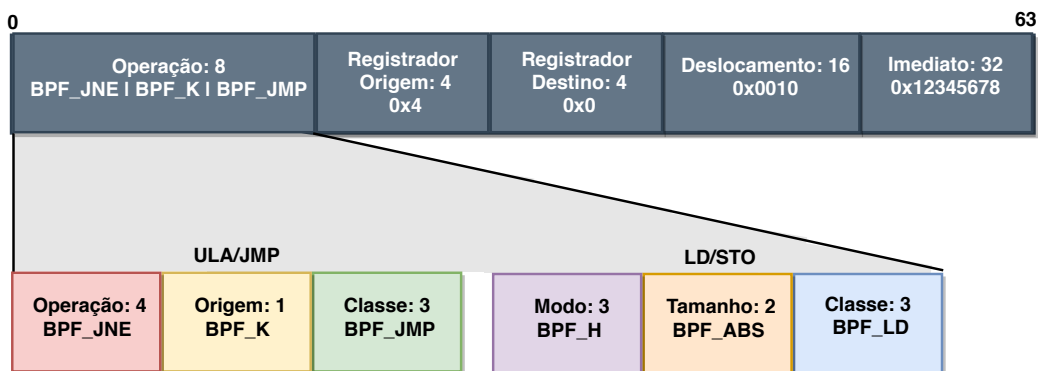 0
63
Operação: 8
BPF_JNE | BPF_K | BPF_JMP
Registrador
Origem: 4
0x4
Registrador
Destino: 4
0x0
Deslocamento: 16
0x0010
Imediato: 32
0x12345678
ULA/JMP
LD/STO
Operação: 4
BPF_JNE
Origem: 1
BPF_K
Classe: 3
BPF_JMP
Modo: 3
BPF_H
Tamanho: 2
BPF_ABS
Classe: 3
BPF_LD